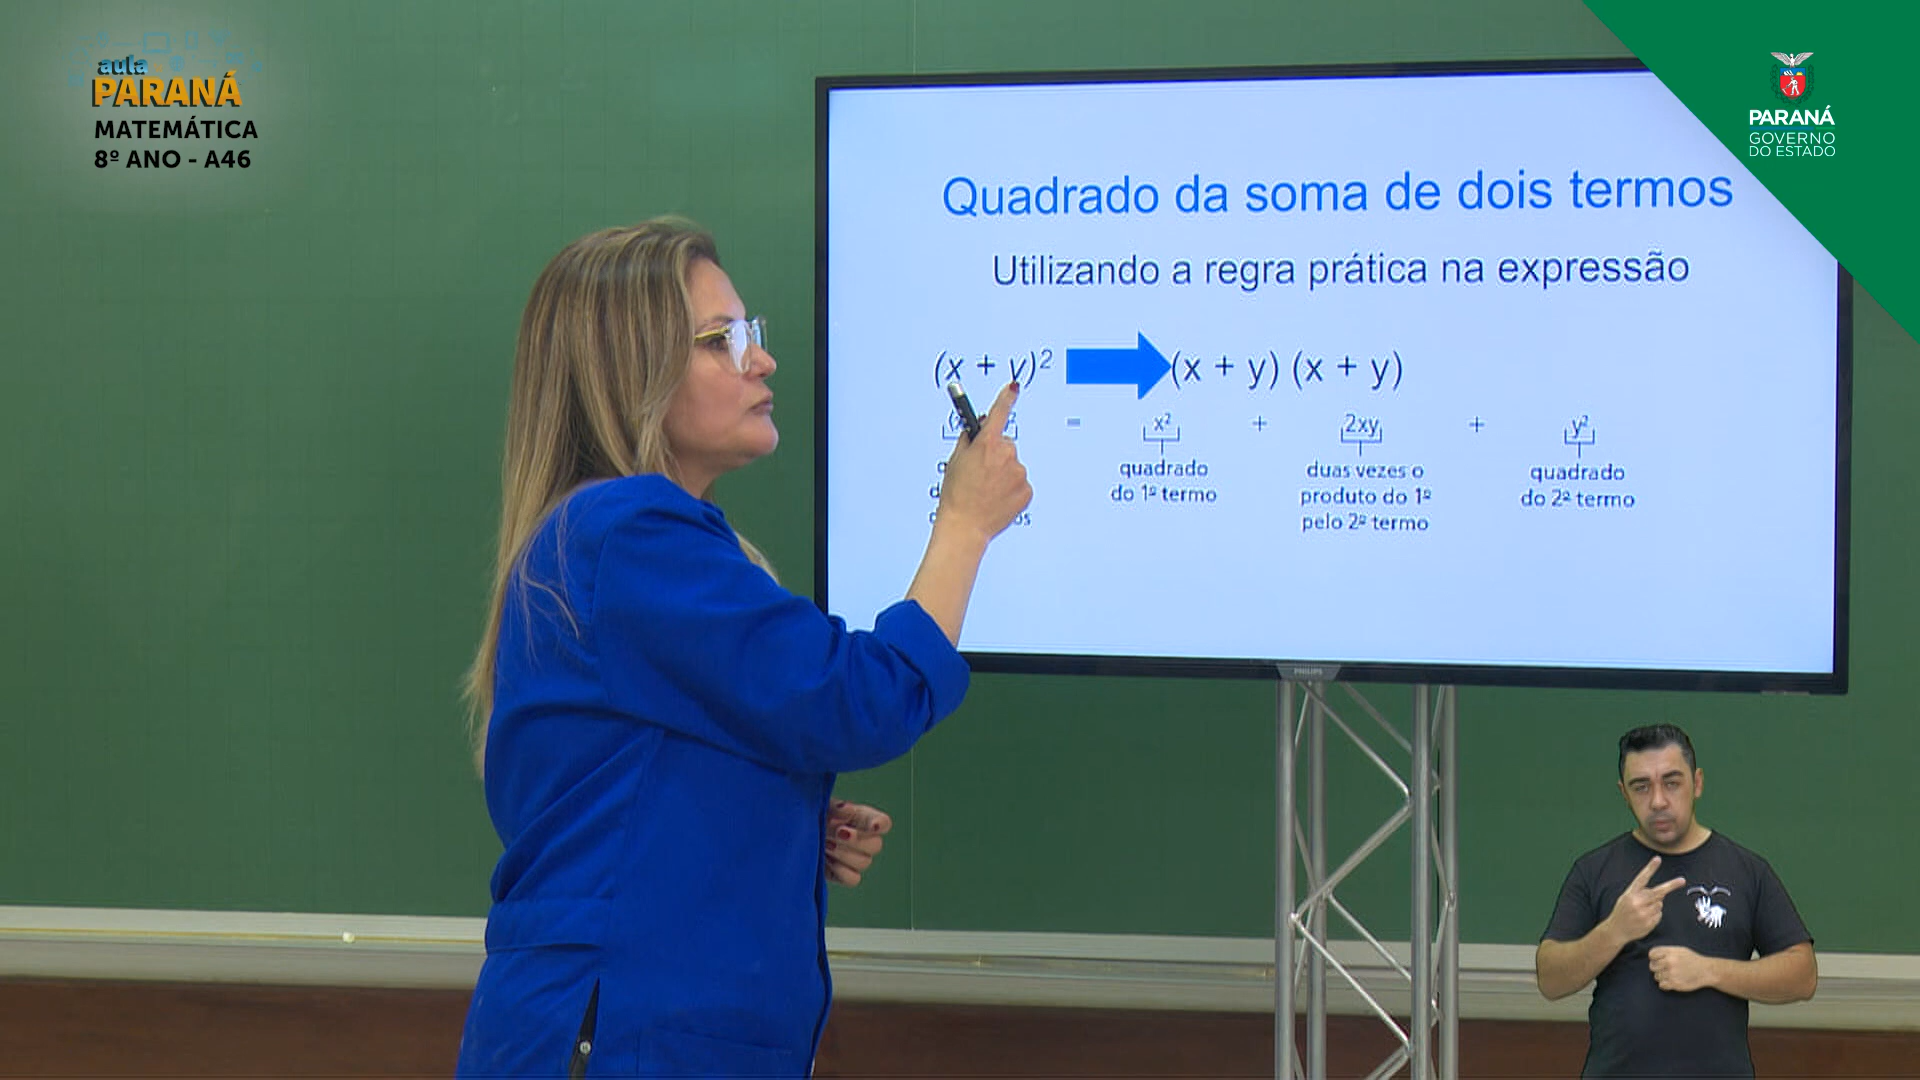 aula
PARANÁ
MATEMÁTICA
8º ANO - A46
PARANÁ
GOVERNO
DO ESTADO
Quadrado da soma de dois termos
Utilizando a regra prática na expressão
(x + y)² (x + y) (x + y)
= x² + 2xy + y²
quadrado
do 1º termo
duas vezes o
produto do 1º
pelo 2º termo
quadrado
do 2º termo
PHILIPS